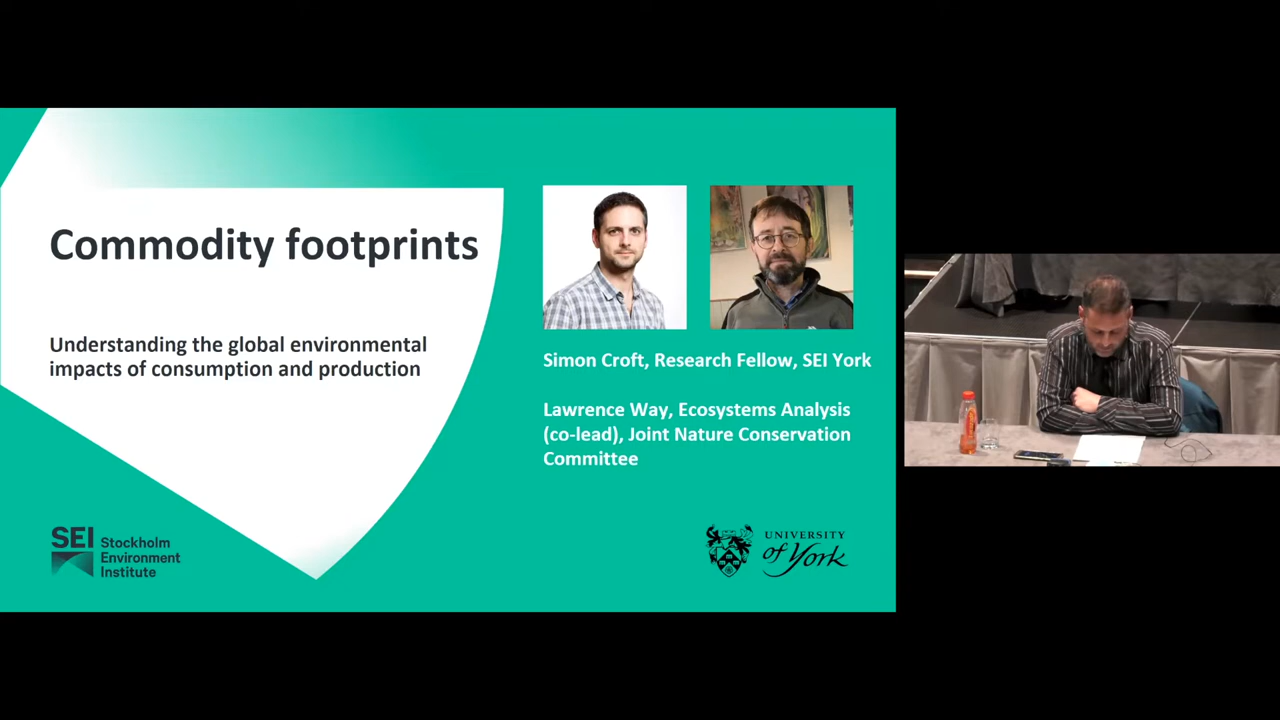 Commodity footprints
Understanding the global environmental
impacts of consumption and production
Simon Croft, Research Fellow, SEI York
Lawrence Way, Ecosystems Analysis
(co-lead), Joint Nature Conservation
Committee
SEI
Stockholm
Environment
Institute
UNIVERSITY
of York